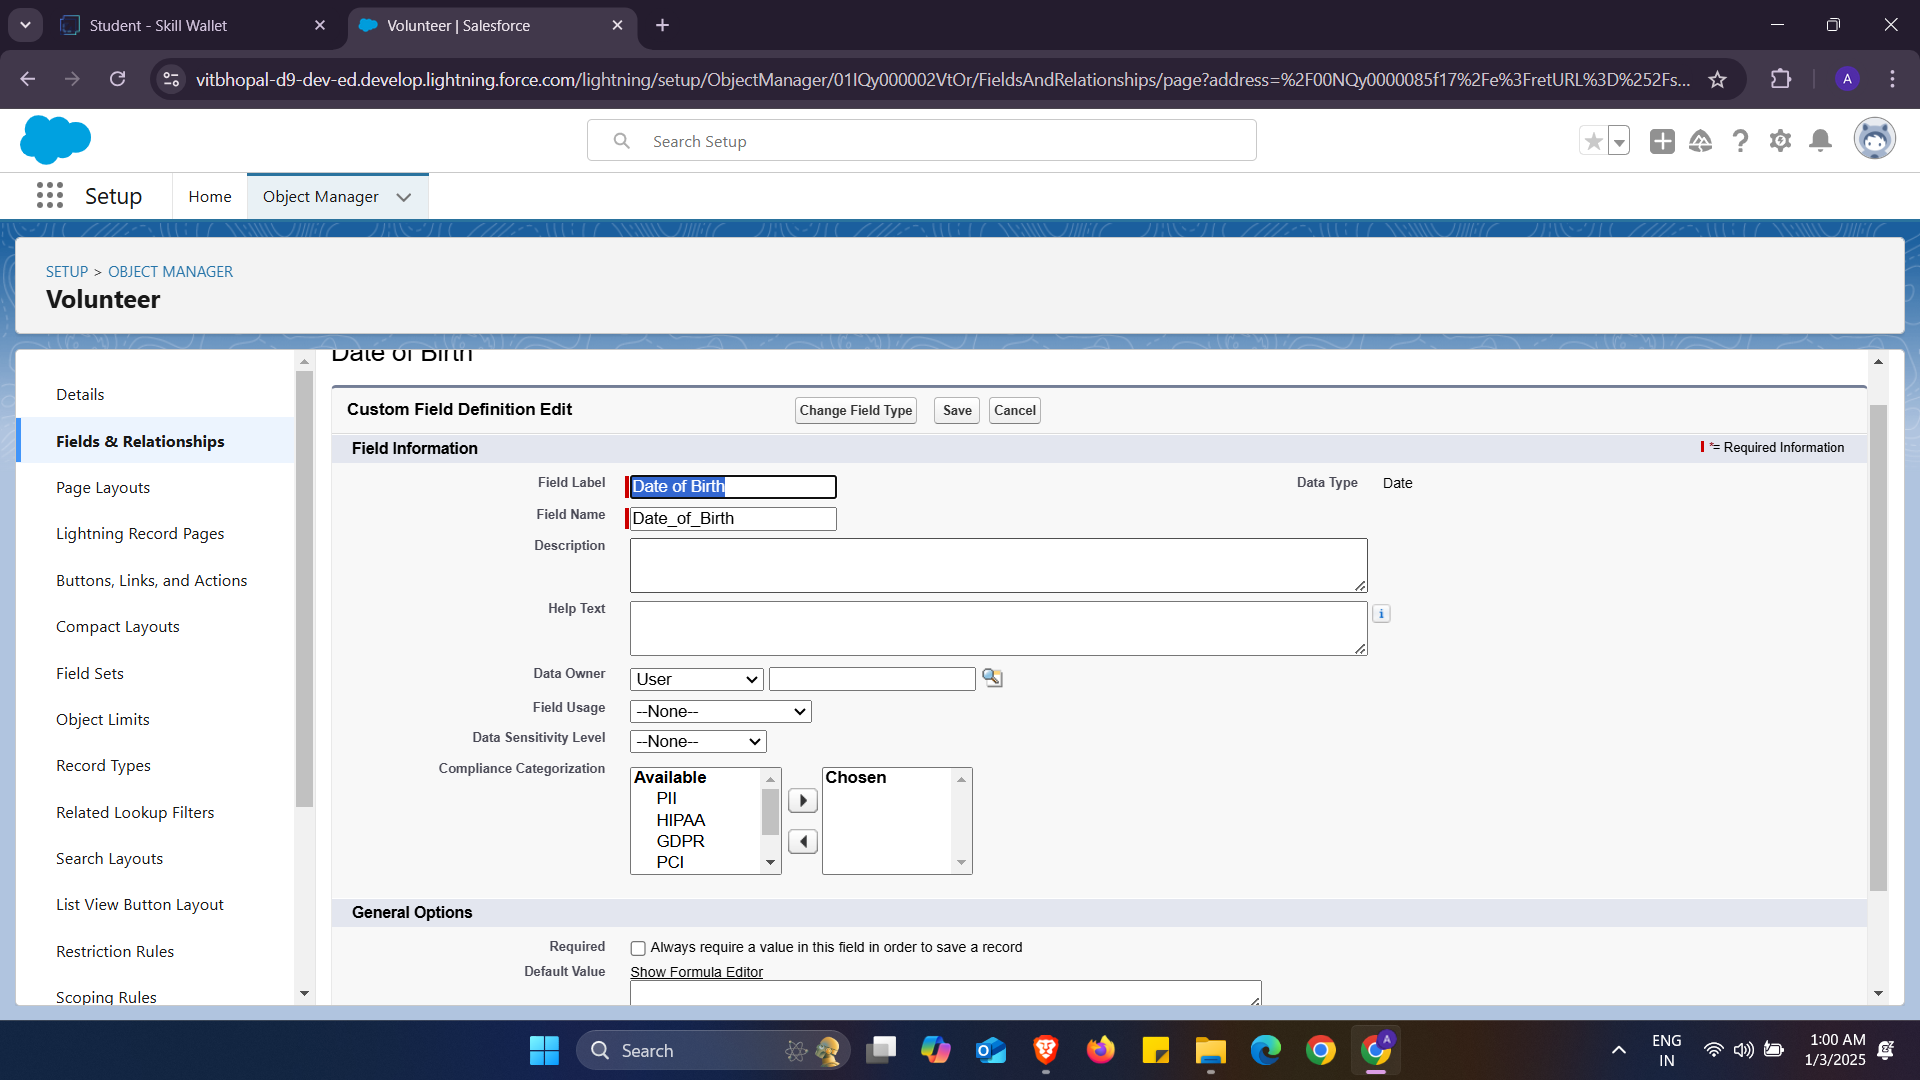 Student - Skill Wallet
Volunteer | Salesforce
vitbhopal-d9-dev-ed.develop.lightning.force.com/lightning/setup/ObjectManager/01IQy000002VtOr/FieldsAndRelationships/page?address=%2F00NQy0000085f17%2Fe%3FretURL%3D%252Fs...
A
Search Setup
Setup
Home
Object Manager
SETUP > OBJECT MANAGER
Volunteer
Details
Fields & Relationships
Page Layouts
Lightning Record Pages
Buttons, Links, and Actions
Compact Layouts
Field Sets
Object Limits
Record Types
Related Lookup Filters
Search Layouts
List View Button Layout
Restriction Rules
Scoping Rules
Date of Birth
Custom Field Definition Edit
Change Field Type
Save
Cancel
Field Information
*= Required Information
Field Label
Date of Birth
Data Type
Date
Field Name
Date_of_Birth
Description
Help Text
i
Data Owner
User
Field Usage
--None--
Data Sensitivity Level
--None--
Compliance Categorization
Available
PII
HIPAA
GDPR
PCI
Chosen
General Options
Required
Always require a value in this field in order to save a record
Default Value
Show Formula Editor
Search
A
ENG
IN
1:00 AM
1/3/2025